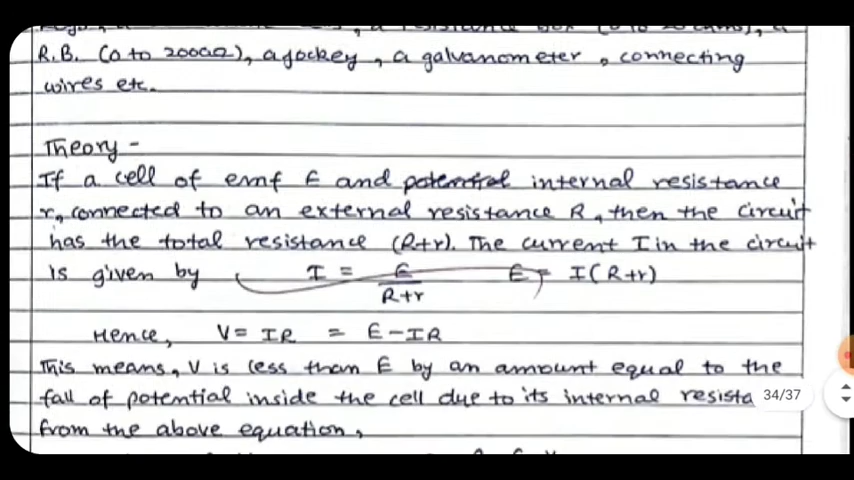 R.B. (0 to 2000Ω), a jockey, a galvanometer, connecting
wires etc.
Theory -
If a cell of emf E and potential internal resistance
r, connected to an external resistance R, then the circuit
has the total resistance (R+r). The current I in the circuit
is given by I = E/R+r E = I(R+r)
Hence, V = IR = E-IR
This means, V is less than E by an amount equal to the
fall of potential inside the cell due to its internal resista
34/37
from the above equation,